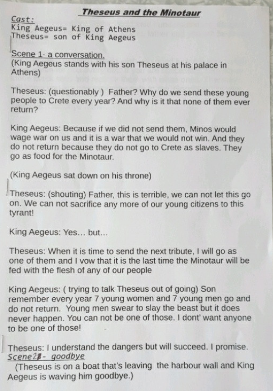 Theseus and the Minotaur
Cast:
King Aegeus= King of Athens
Theseus= son of King Aegeus
Scene 1- a conversation.
(King Aegeus stands with his son Theseus at his palace in
Athens)
Theseus: (questionably ) Father? Why do we send these young
people to Crete every year? And why is it that none of them ever
return?
King Aegeus: Because if we did not send them, Minos would
wage war on us and it is a war that we would not win. And they
do not return because they do not go to Crete as slaves. They
go as food for the Minotaur.
(King Aegeus sat down on his throne)
Theseus: (shouting) Father, this is terrible, we can not let this go
on. We can not sacrifice any more of our young citizens to this
tyrant!
King Aegeus: Yes... but...
Theseus: When it is time to send the next tribute, I will go as
one of them and I vow that it is the last time the Minotaur will be
fed with the flesh of any of our people
King Aegeus: ( trying to talk Theseus out of going) Son
remember every year 7 young women and 7 young men go and
do not return. Young men swear to slay the beast but it does
never happen. You can not be one of those. I dont' want anyone
to be one of those!
Theseus: I understand the dangers but will succeed. I promise.
Scene - goodbye
(Theseus is on a boat that's leaving the harbour wall and King
Aegeus is waving him goodbye.)